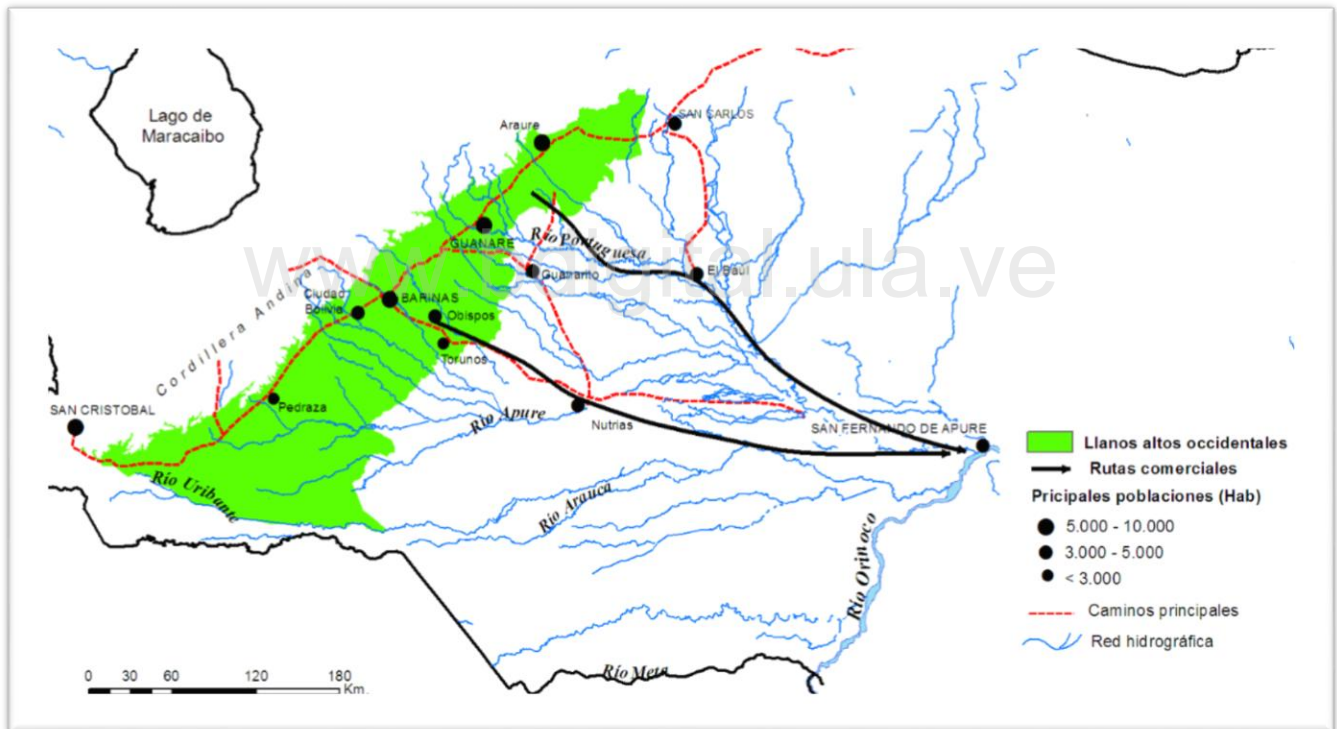 Lago de
Maracaibo
Araure
SAN CARLOS
GUANARE
Río Portuguesa
Guanarito
El Baúl
www.bdigital.ula.ve
Cordillera Andina
Ciudad
Bolivia
BARINAS
Obispos
Torunos
SAN CRISTOBAL
Pedraza
Río Apure
Nutrias
SAN FERNANDO DE APURE
Río Uribante
Río Arauca
Río Orinoco
Río Meta
0 30 60 120 180
Km.
Llanos altos occidentales
Rutas comerciales
Pricipales poblaciones (Hab)
5.000 - 10.000
3.000 - 5.000
< 3.000
Caminos principales
Red hidrográfica